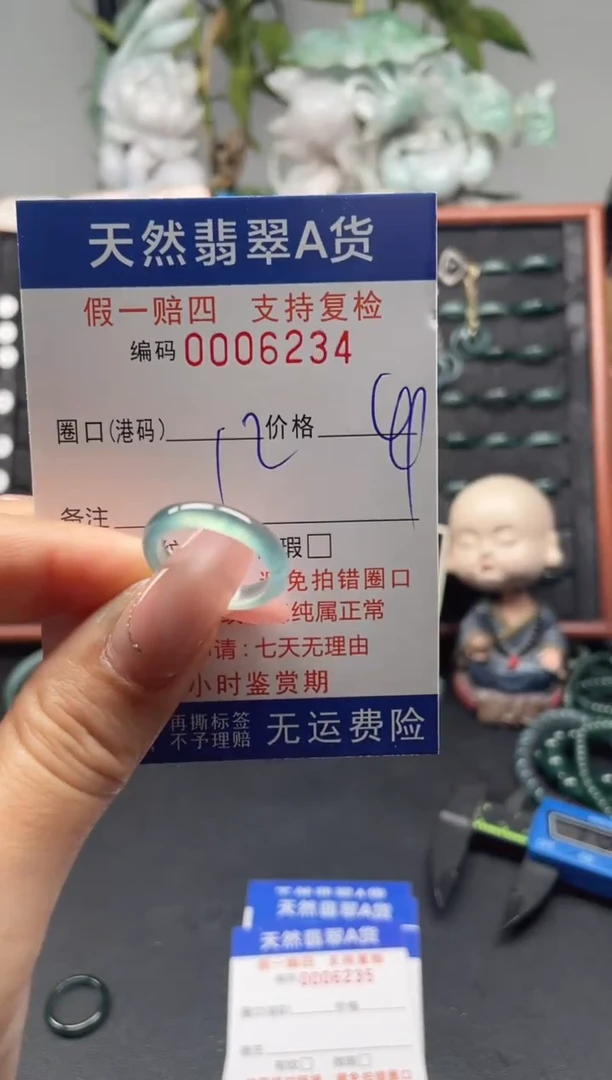 天然翡翠A货
假一赔四 支持复检
编码 0006234
圈口(港码) 12 价格
备注
瑕□
免拍错圈口
纯属正常
请:七天无理由
小时鉴赏期
再撕标签
不予理赔 无运费险
天然翡翠A货
天然翡翠A货
0006235